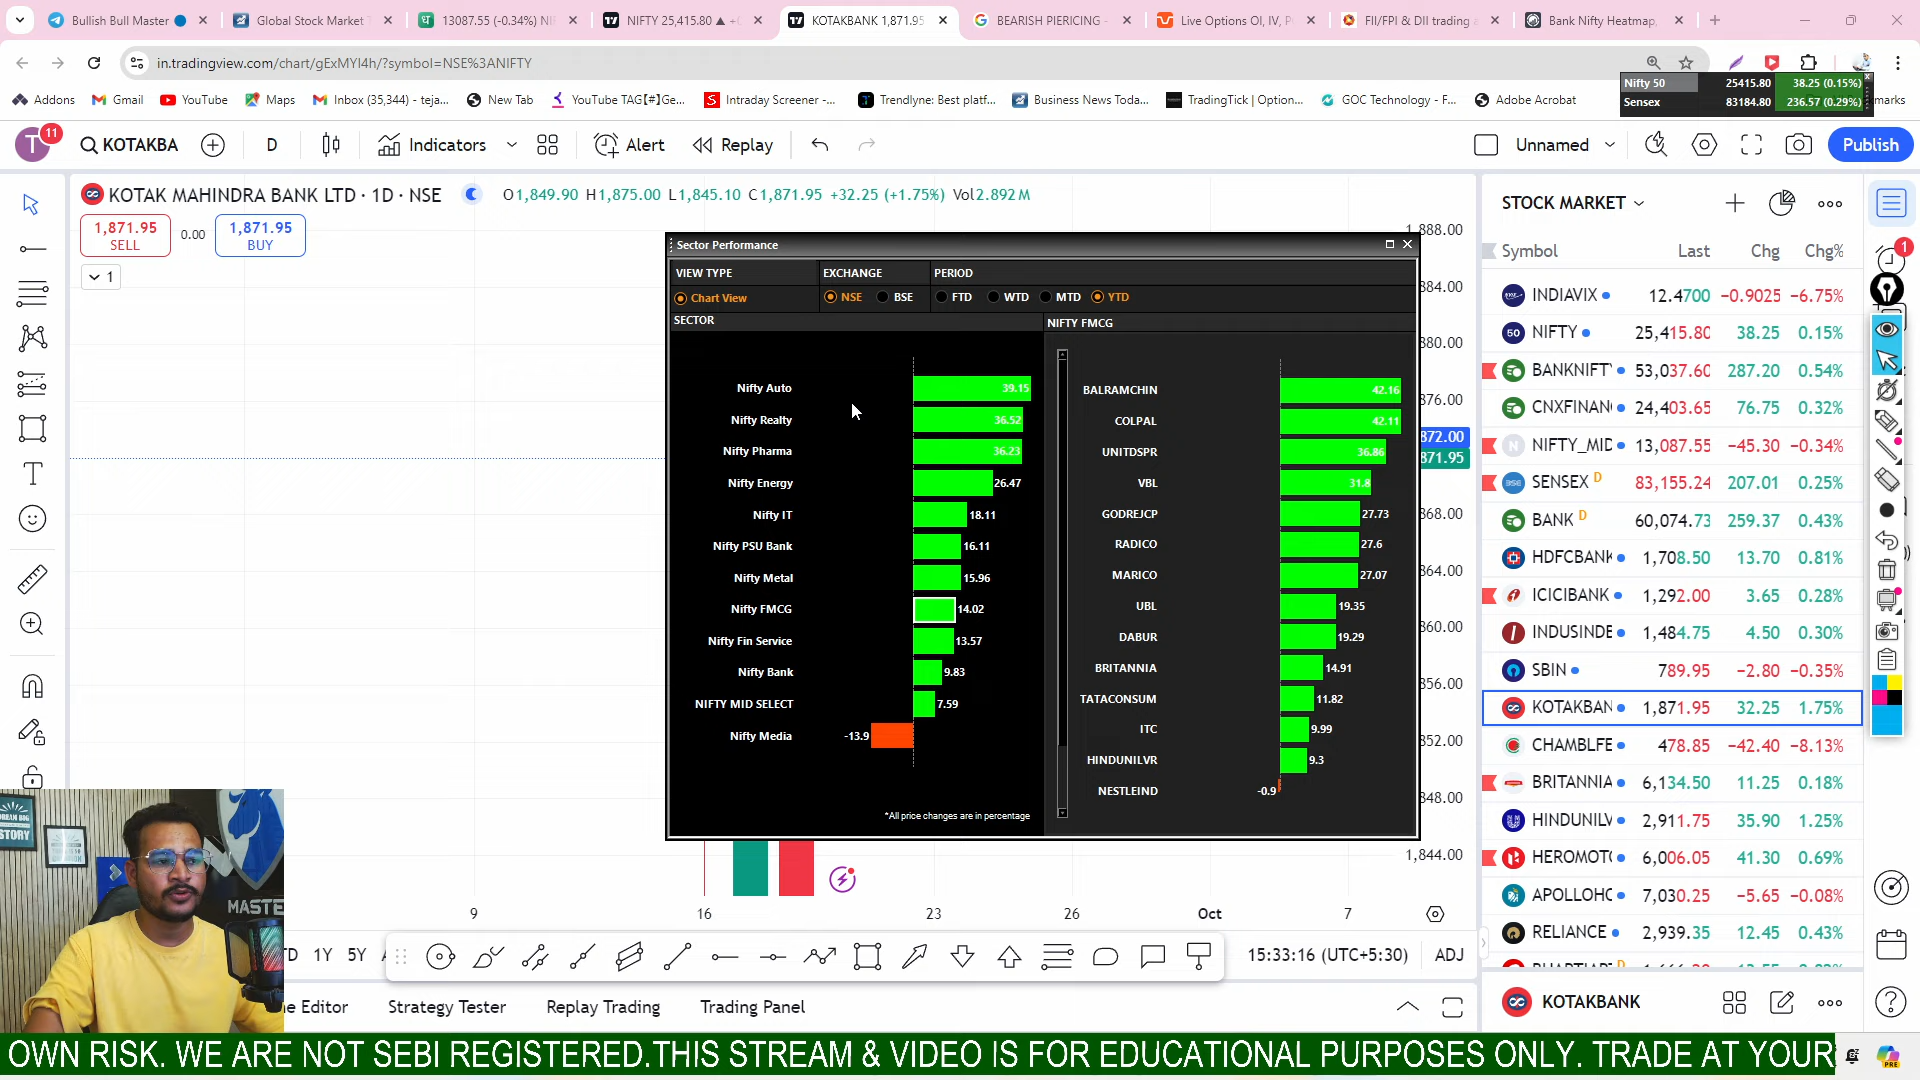 Bullish Bull Master
Global Stock Market
13087.55 (-0.34%) NI
NIFTY 25,415.80 ▲ +
KOTAKBANK 1,871.95
BEARISH PIERICING -
Live Options OI, IV, P
FII/FPI & DII trading a
Bank Nifty Heatmap,
in.tradingview.com/chart/gExMYl4h/?symbol=NSE%3ANIFTY
Addons
Gmail
YouTube
Maps
Inbox (35,344) - teja...
New Tab
YouTube TAG【#】Ge...
Intraday Screener -...
Trendlyne: Best platf...
Business News Toda...
TradingTick | Option...
GOC Technology - F...
Adobe Acrobat
Nifty 50 25415.80 38.25 (0.15%)
Sensex 83184.80 236.57 (0.29%)
marks
T 11
KOTAKBA
D
Indicators
Alert
Replay
Unnamed
Publish
KOTAK MAHINDRA BANK LTD · 1D · NSE
O1,849.90 H1,875.00 L1,845.10 C1,871.95 +32.25 (+1.75%) Vol2.892 M
1,871.95
SELL
0.00
1,871.95
BUY
1
Sector Performance
VIEW TYPE EXCHANGE PERIOD
Chart View NSE BSE FTD WTD MTD YTD
SECTOR
NIFTY FMCG
Nifty Auto 39.15
Nifty Realty 36.52
Nifty Pharma 36.23
Nifty Energy 26.47
Nifty IT 18.11
Nifty PSU Bank 16.11
Nifty Metal 15.96
Nifty FMCG 14.02
Nifty Fin Service 13.57
Nifty Bank 9.83
NIFTY MID SELECT 7.59
Nifty Media -13.9
*All price changes are in percentage
BALRAMCHIN 42.16
COLPAL 42.11
UNITDSPR 36.86
VBL 31.8
GODREJCP 27.73
RADICO 27.6
MARICO 27.07
UBL 19.35
DABUR 19.29
BRITANNIA 14.91
TATACONSUM 11.82
ITC 9.99
HINDUNILVR 9.3
NESTLEIND -0.9
1,888.00
884.00
880.00
876.00
872.00
871.95
868.00
864.00
860.00
856.00
852.00
848.00
1,844.00
9 16 23 26 Oct 7
STOCK MARKET
Symbol Last Chg Chg%
INDIAVIX 12.4700 −0.9025 −6.75%
50 NIFTY 25,415.80 38.25 0.15%
BANKNIFTY 53,037.60 287.20 0.54%
CNXFINAN 24,403.65 76.75 0.32%
N NIFTY_MID 13,087.55 −45.30 −0.34%
SENSEX D 83,155.24 207.01 0.25%
BANK D 60,074.73 259.37 0.43%
HDFCBANK 1,708.50 13.70 0.81%
ICICIBANK 1,292.00 3.65 0.28%
INDUSINDB 1,484.75 4.50 0.30%
SBIN 789.95 −2.80 −0.35%
KOTAKBAN 1,871.95 32.25 1.75%
CHAMBLFE 478.85 −42.40 −8.13%
BRITANNIA 6,134.50 11.25 0.18%
HINDUNILV 2,911.75 35.90 1.25%
HEROMOTO 6,006.05 41.30 0.69%
APOLLOHO 7,030.25 −5.65 −0.08%
RELIANCE 2,939.35 12.45 0.43%
1
DREAM BIG
STORY
MASTE
1Y 5Y
15:33:16 (UTC+5:30) ADJ
ne Editor
Strategy Tester
Replay Trading
Trading Panel
KOTAKBANK
OWN RISK. WE ARE NOT SEBI REGISTERED.THIS STREAM & VIDEO IS FOR EDUCATIONAL PURPOSES ONLY. TRADE AT YOUR
PRE